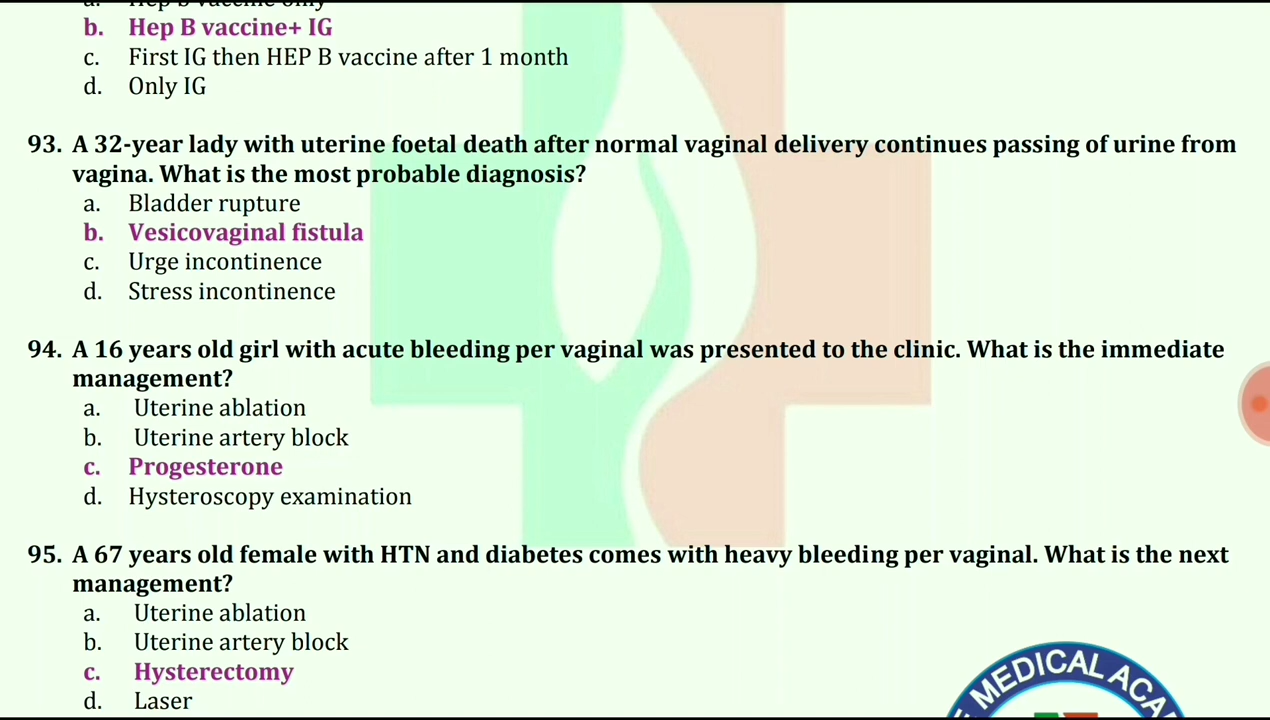 a. Hep B vaccine only
b. Hep B vaccine+ IG
c. First IG then HEP B vaccine after 1 month
d. Only IG
93. A 32-year lady with uterine foetal death after normal vaginal delivery continues passing of urine from
vagina. What is the most probable diagnosis?
a. Bladder rupture
b. Vesicovaginal fistula
c. Urge incontinence
d. Stress incontinence
94. A 16 years old girl with acute bleeding per vaginal was presented to the clinic. What is the immediate
management?
a. Uterine ablation
b. Uterine artery block
c. Progesterone
d. Hysteroscopy examination
95. A 67 years old female with HTN and diabetes comes with heavy bleeding per vaginal. What is the next
management?
a. Uterine ablation
b. Uterine artery block
c. Hysterectomy
d. Laser
MEDICAL